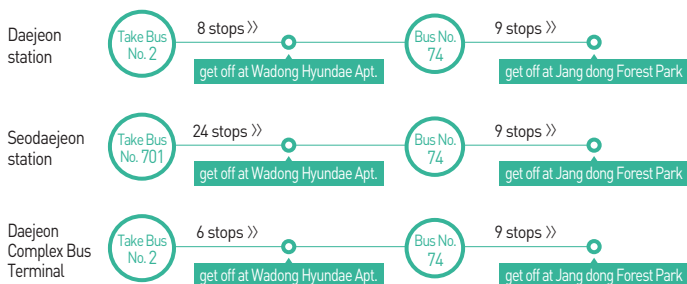 Daejeon
station
Take Bus
No. 2
8 stops 》
get off at Wadong Hyundae Apt.
Bus No.
74
9 stops 》
get off at Jang dong Forest Park
Seodaejeon
station
Take Bus
No. 701
24 stops 》
get off at Wadong Hyundae Apt.
Bus No.
74
9 stops 》
get off at Jang dong Forest Park
Daejeon
Complex Bus
Terminal
Take Bus
No. 2
6 stops 》
get off at Wadong Hyundae Apt.
Bus No.
74
9 stops 》
get off at Jang dong Forest Park